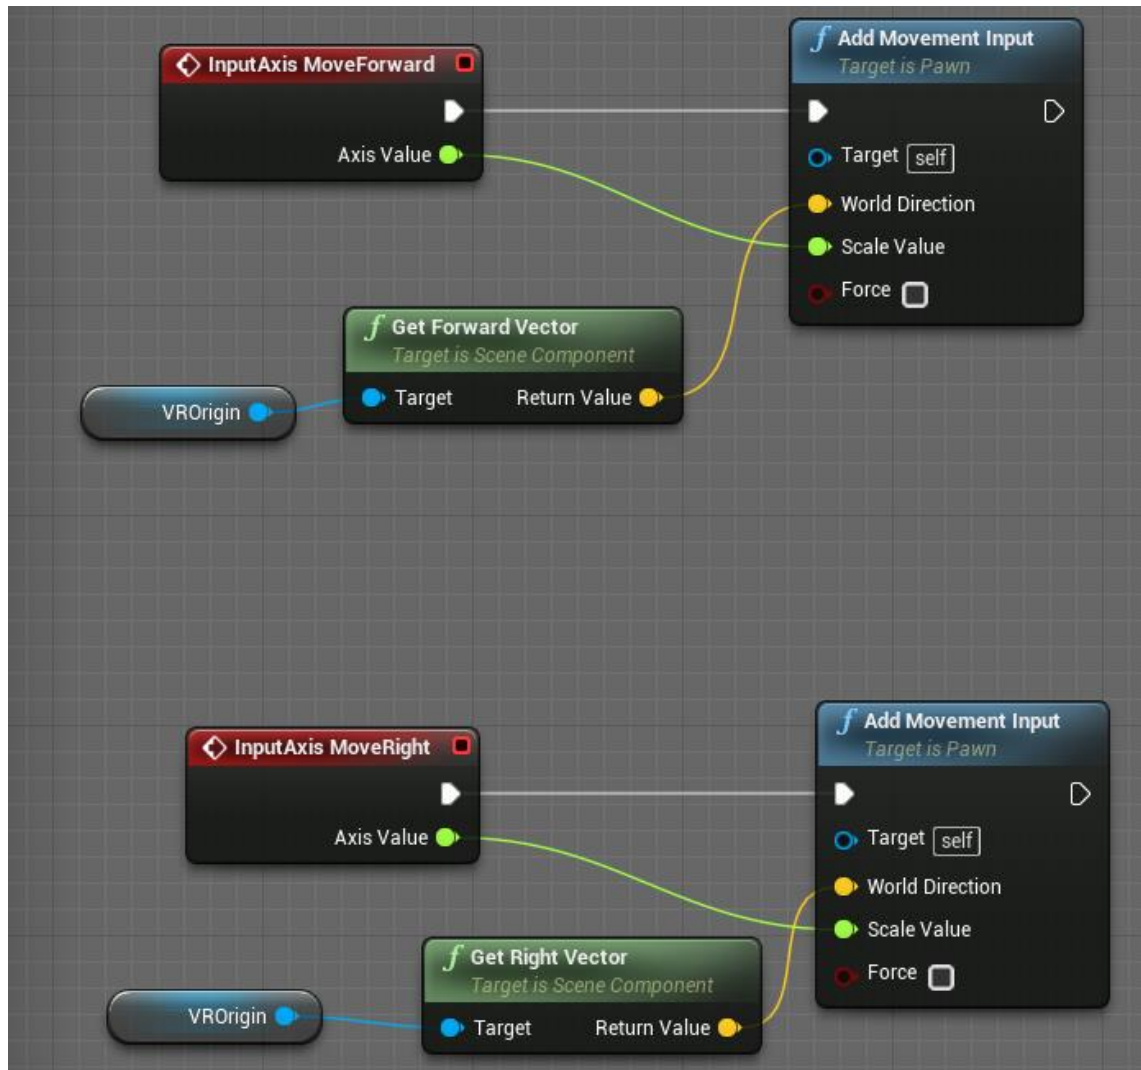 InputAxis MoveForward
Axis Value
f Add Movement Input
Target is Pawn
Target self
World Direction
Scale Value
Force
f Get Forward Vector
Target is Scene Component
Target Return Value
VROrigin
InputAxis MoveRight
Axis Value
f Add Movement Input
Target is Pawn
Target self
World Direction
Scale Value
Force
f Get Right Vector
Target is Scene Component
Target Return Value
VROrigin